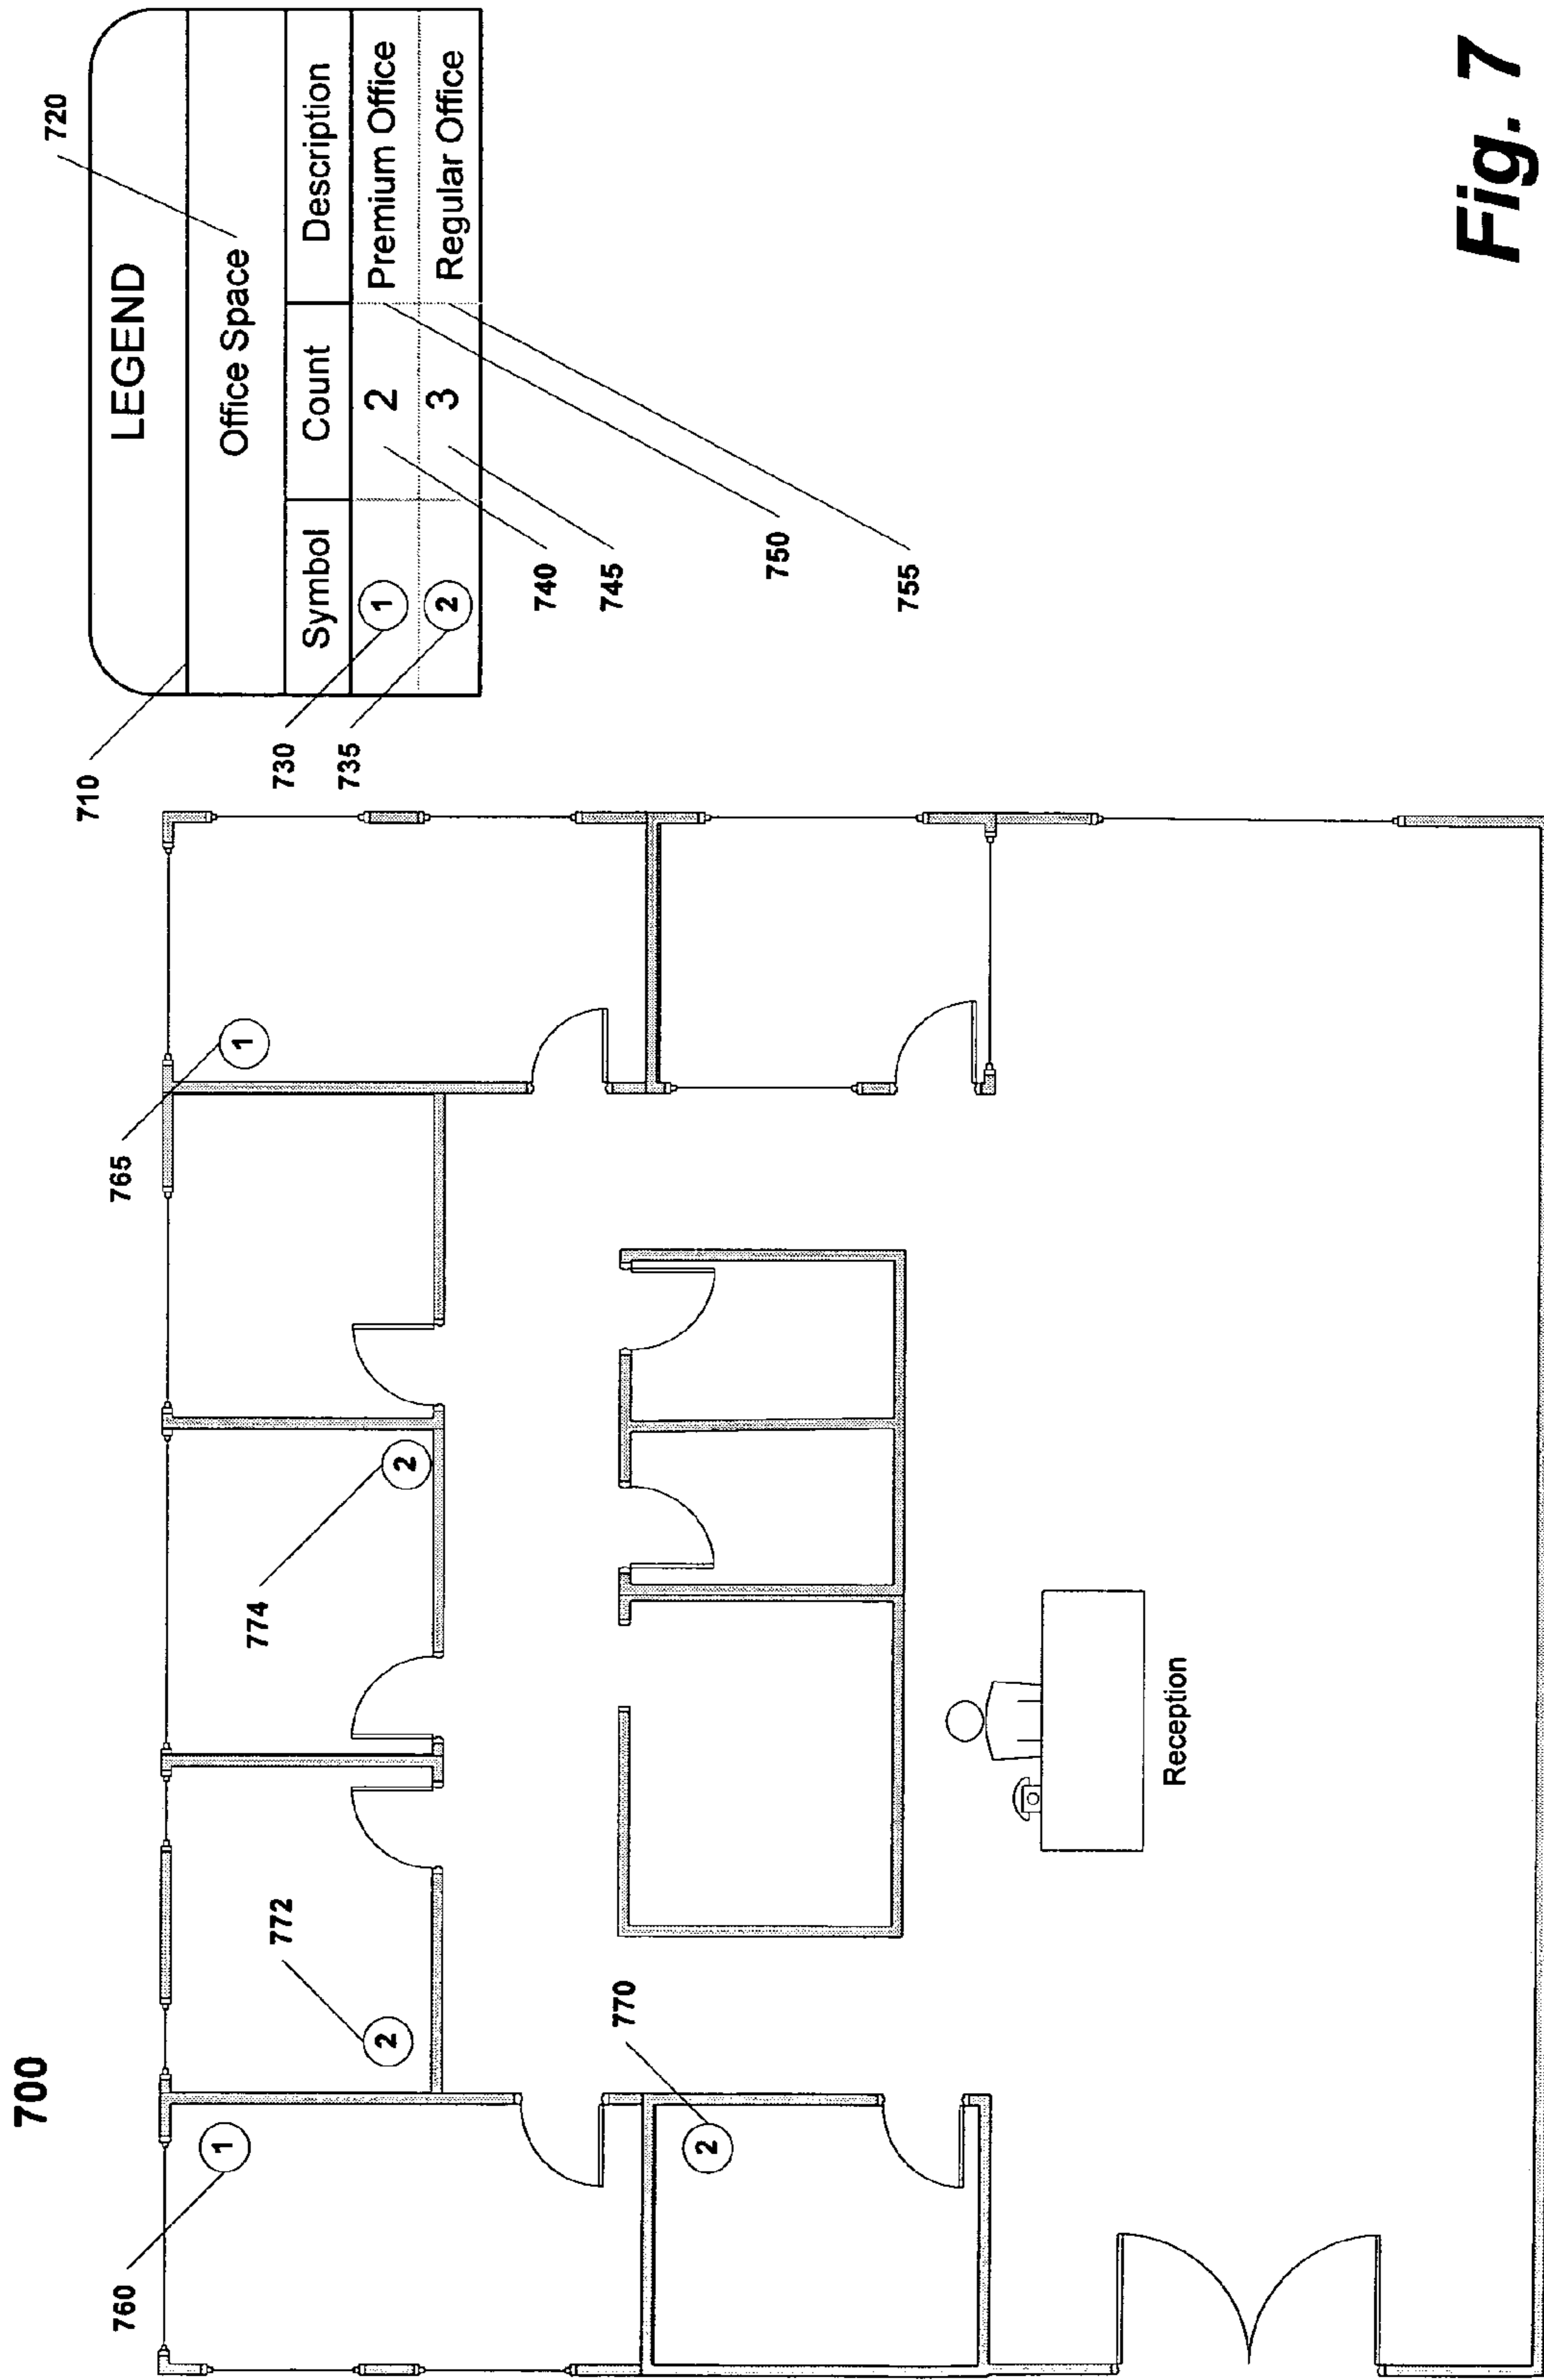 700
LEGEND
Office Space
Symbol Count Description
1 2 Premium Office
2 3 Regular Office
710
720
730
735
740
745
750
755
760
1
765
1
772
2
774
2
770
2
Reception
Fig. 7